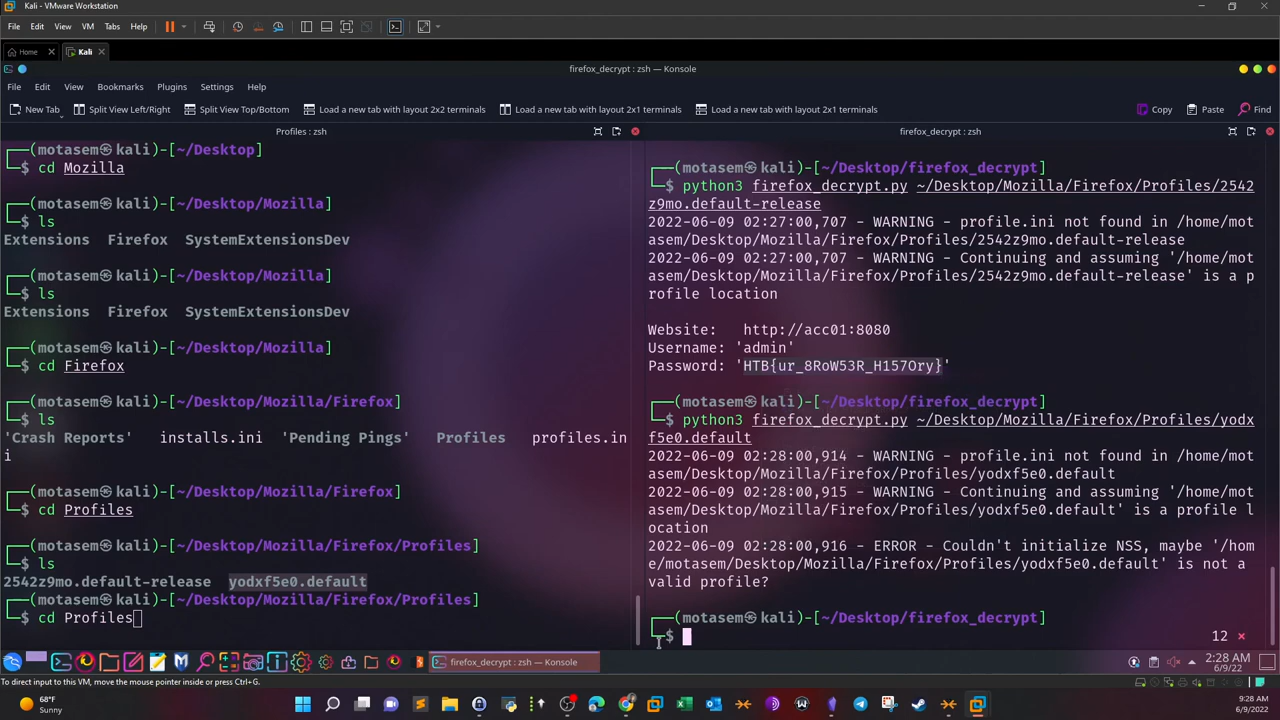 Kali - VMware Workstation
File Edit View VM Tabs Help
Home
Kali
firefox_decrypt : zsh — Konsole
File Edit View Bookmarks Plugins Settings Help
New Tab Split View Left/Right Split View Top/Bottom Load a new tab with layout 2x2 terminals Load a new tab with layout 2x1 terminals Load a new tab with layout 2x1 terminals Copy Paste Find
Profiles : zsh
┌──(motasem㉿kali)-[~/Desktop]
└─$ cd Mozilla
┌──(motasem㉿kali)-[~/Desktop/Mozilla]
└─$ ls
Extensions Firefox SystemExtensionsDev
┌──(motasem㉿kali)-[~/Desktop/Mozilla]
└─$ ls
Extensions Firefox SystemExtensionsDev
┌──(motasem㉿kali)-[~/Desktop/Mozilla]
└─$ cd Firefox
┌──(motasem㉿kali)-[~/Desktop/Mozilla/Firefox]
└─$ ls
'Crash Reports' installs.ini 'Pending Pings' Profiles profiles.in
i
┌──(motasem㉿kali)-[~/Desktop/Mozilla/Firefox]
└─$ cd Profiles
┌──(motasem㉿kali)-[~/Desktop/Mozilla/Firefox/Profiles]
└─$ ls
2542z9mo.default-release yodxf5e0.default
┌──(motasem㉿kali)-[~/Desktop/Mozilla/Firefox/Profiles]
└─$ cd Profiles
firefox_decrypt : zsh
┌──(motasem㉿kali)-[~/Desktop/firefox_decrypt]
└─$ python3 firefox_decrypt.py ~/Desktop/Mozilla/Firefox/Profiles/2542
z9mo.default-release
2022-06-09 02:27:00,707 - WARNING - profile.ini not found in /home/mot
asem/Desktop/Mozilla/Firefox/Profiles/2542z9mo.default-release
2022-06-09 02:27:00,707 - WARNING - Continuing and assuming '/home/mot
asem/Desktop/Mozilla/Firefox/Profiles/2542z9mo.default-release' is a p
rofile location
Website: http://acc01:8080
Username: 'admin'
Password: 'HTB{ur_8RoW53R_H157Ory}'
┌──(motasem㉿kali)-[~/Desktop/firefox_decrypt]
└─$ python3 firefox_decrypt.py ~/Desktop/Mozilla/Firefox/Profiles/yodx
f5e0.default
2022-06-09 02:28:00,914 - WARNING - profile.ini not found in /home/mot
asem/Desktop/Mozilla/Firefox/Profiles/yodxf5e0.default
2022-06-09 02:28:00,915 - WARNING - Continuing and assuming '/home/mot
asem/Desktop/Mozilla/Firefox/Profiles/yodxf5e0.default' is a profile l
ocation
2022-06-09 02:28:00,916 - ERROR - Couldn't initialize NSS, maybe '/hom
e/motasem/Desktop/Mozilla/Firefox/Profiles/yodxf5e0.default' is not a
valid profile?
┌──(motasem㉿kali)-[~/Desktop/firefox_decrypt]
└─$
12 ×
firefox_decrypt : zsh — Konsole
2:28 AM
6/9/22
To direct input to this VM, move the mouse pointer inside or press Ctrl+G.
68°F
Sunny
9:28 AM
6/9/2022